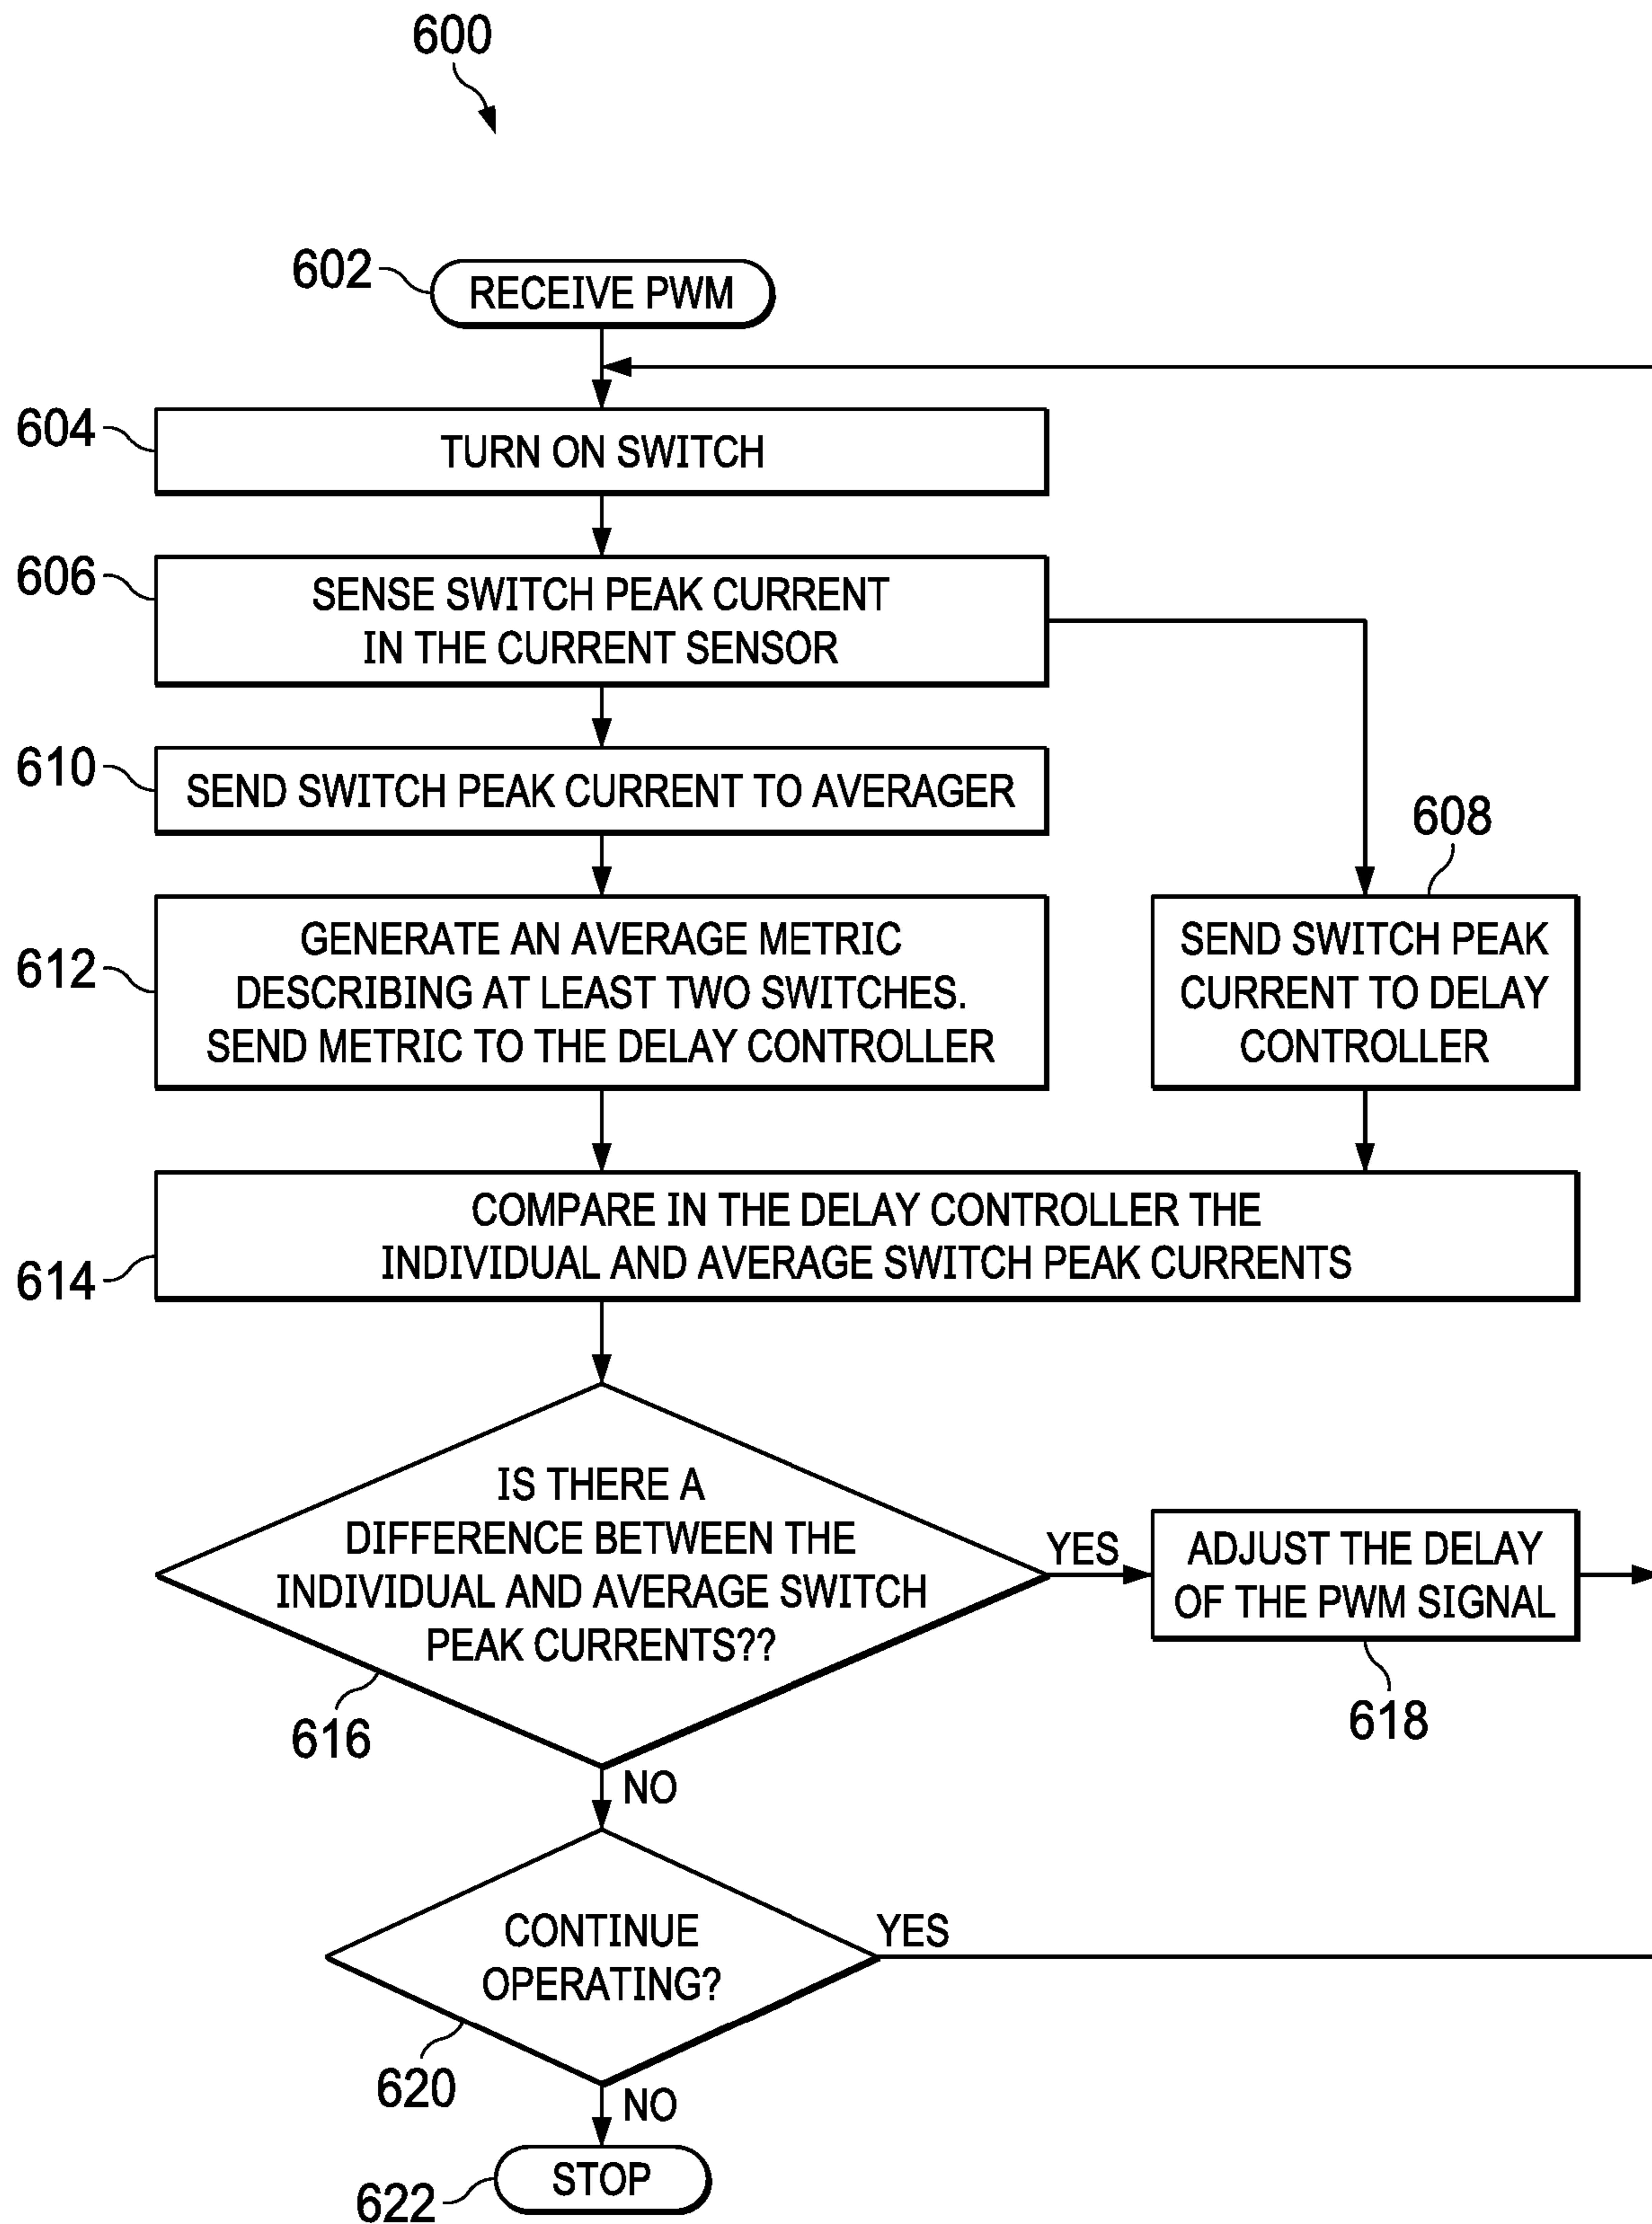 600
602
RECEIVE PWM
604
TURN ON SWITCH
606
SENSE SWITCH PEAK CURRENT
IN THE CURRENT SENSOR
610
SEND SWITCH PEAK CURRENT TO AVERAGER
608
612
GENERATE AN AVERAGE METRIC
DESCRIBING AT LEAST TWO SWITCHES.
SEND METRIC TO THE DELAY CONTROLLER
SEND SWITCH PEAK
CURRENT TO DELAY
CONTROLLER
614
COMPARE IN THE DELAY CONTROLLER THE
INDIVIDUAL AND AVERAGE SWITCH PEAK CURRENTS
IS THERE A
DIFFERENCE BETWEEN THE
INDIVIDUAL AND AVERAGE SWITCH
PEAK CURRENTS??
616
YES
ADJUST THE DELAY
OF THE PWM SIGNAL
618
NO
CONTINUE
OPERATING?
620
YES
NO
STOP
622